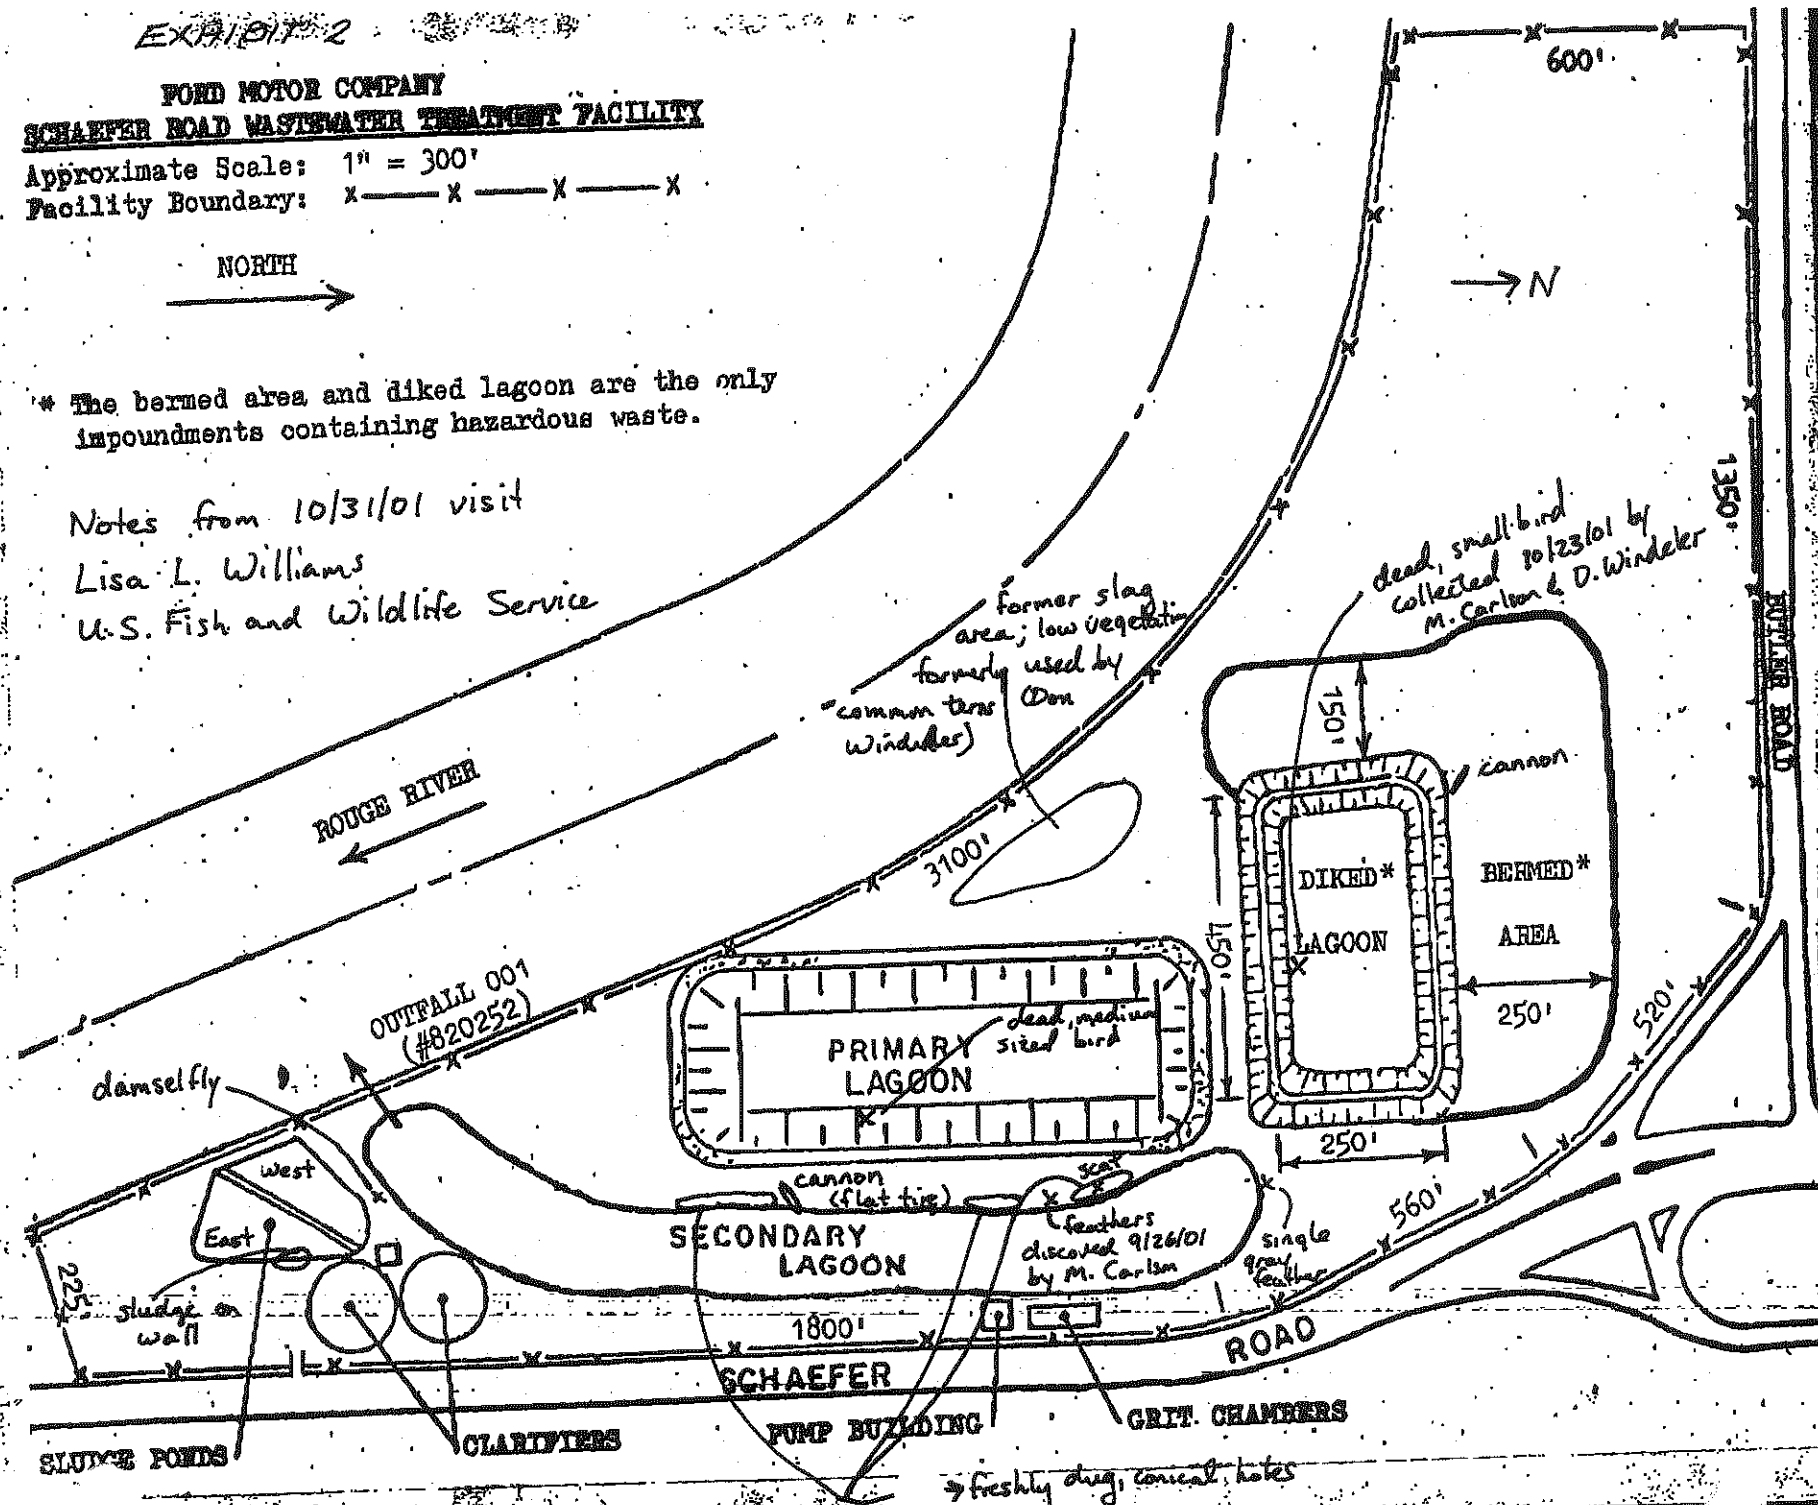 EXHIBIT 2
FORD MOTOR COMPANY
SCHAEFER ROAD WASTEWATER TREATMENT FACILITY
Approximate Scale: 1" = 300'
Facility Boundary: X——X——X——X
NORTH
* The bermed area and diked lagoon are the only
impoundments containing hazardous waste.
Notes from 10/31/01 visit
Lisa L. Williams
U.S. Fish and Wildlife Service
600'
N
1350'
BUTLER ROAD
dead, small bird
collected 10/23/01 by
M. Carlson & D. Windeler
former slag
area; low vegetation
formerly used by
common terns (Don
Windeler)
ROUGE RIVER
3100'
150'
cannon
DIKED*
LAGOON
BERMED*
AREA
450'
250'
250'
520'
560'
OUTFALL 001
(#820252)
damselfly
PRIMARY
LAGOON
dead, medium
sized bird
West
East
cannon
(flat tire)
scat
SECONDARY
LAGOON
feathers
discoved 9/26/01
by M. Carlson
single
gray
feather
225'
sludge on
wall
1800'
SCHAEFER
ROAD
SLUDGE PONDS
CLARIFIERS
PUMP BUILDING
GRIT CHAMBERS
freshly dug, conical, holes